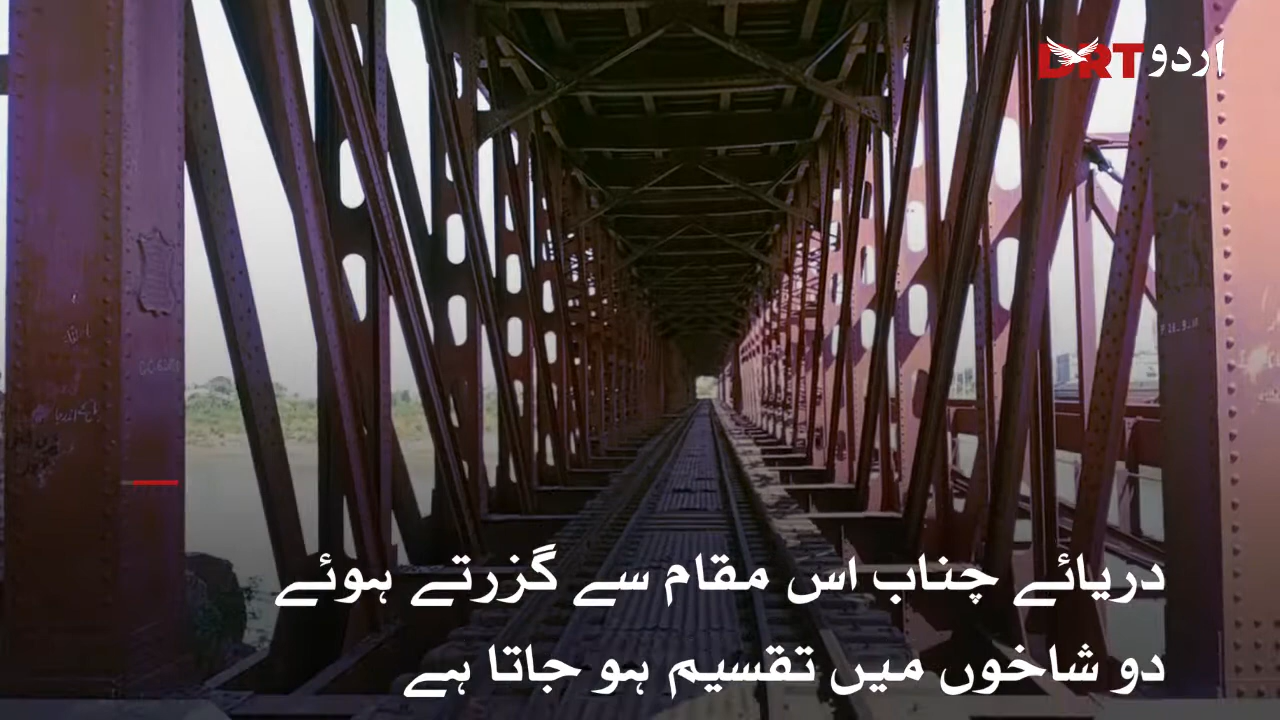 DRT اردو
دریائے چناب اس مقام سے گزرتے ہوئے
دو شاخوں میں تقسیم ہو جاتا ہے